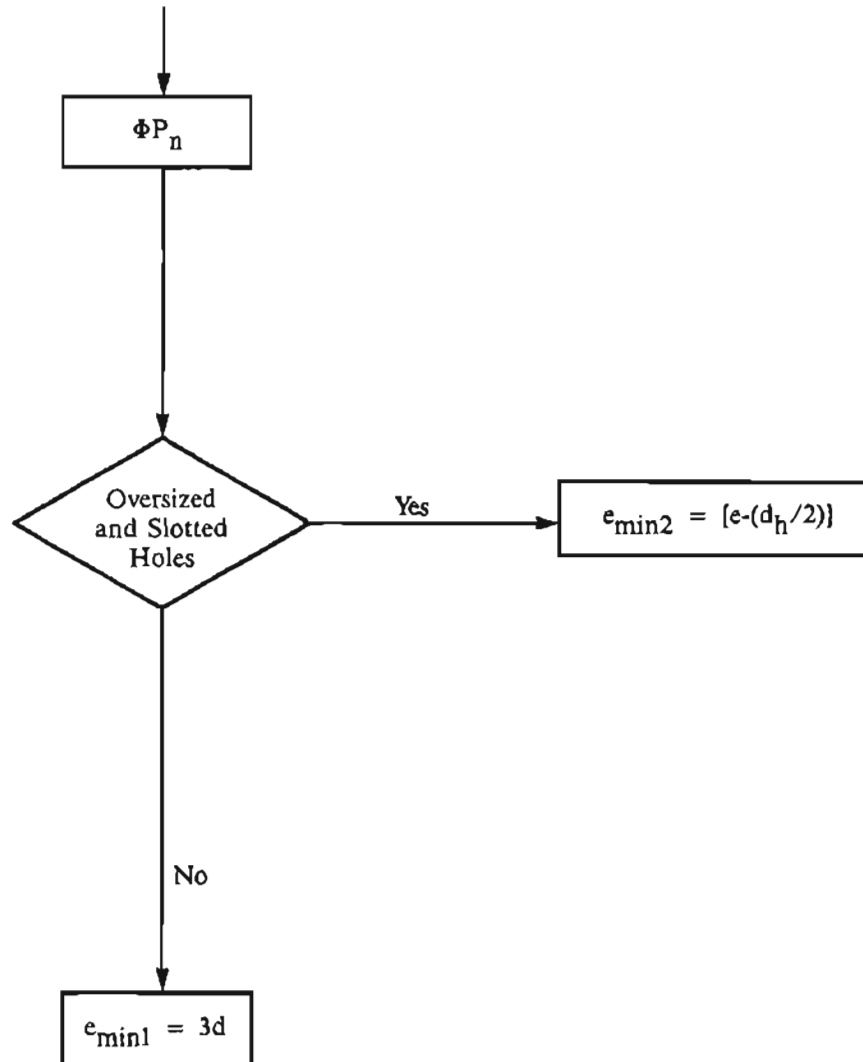 ΦP_n
Oversized
and Slotted
Holes
Yes
e_min2 = [e-(d_h/2)]
No
e_min1 = 3d